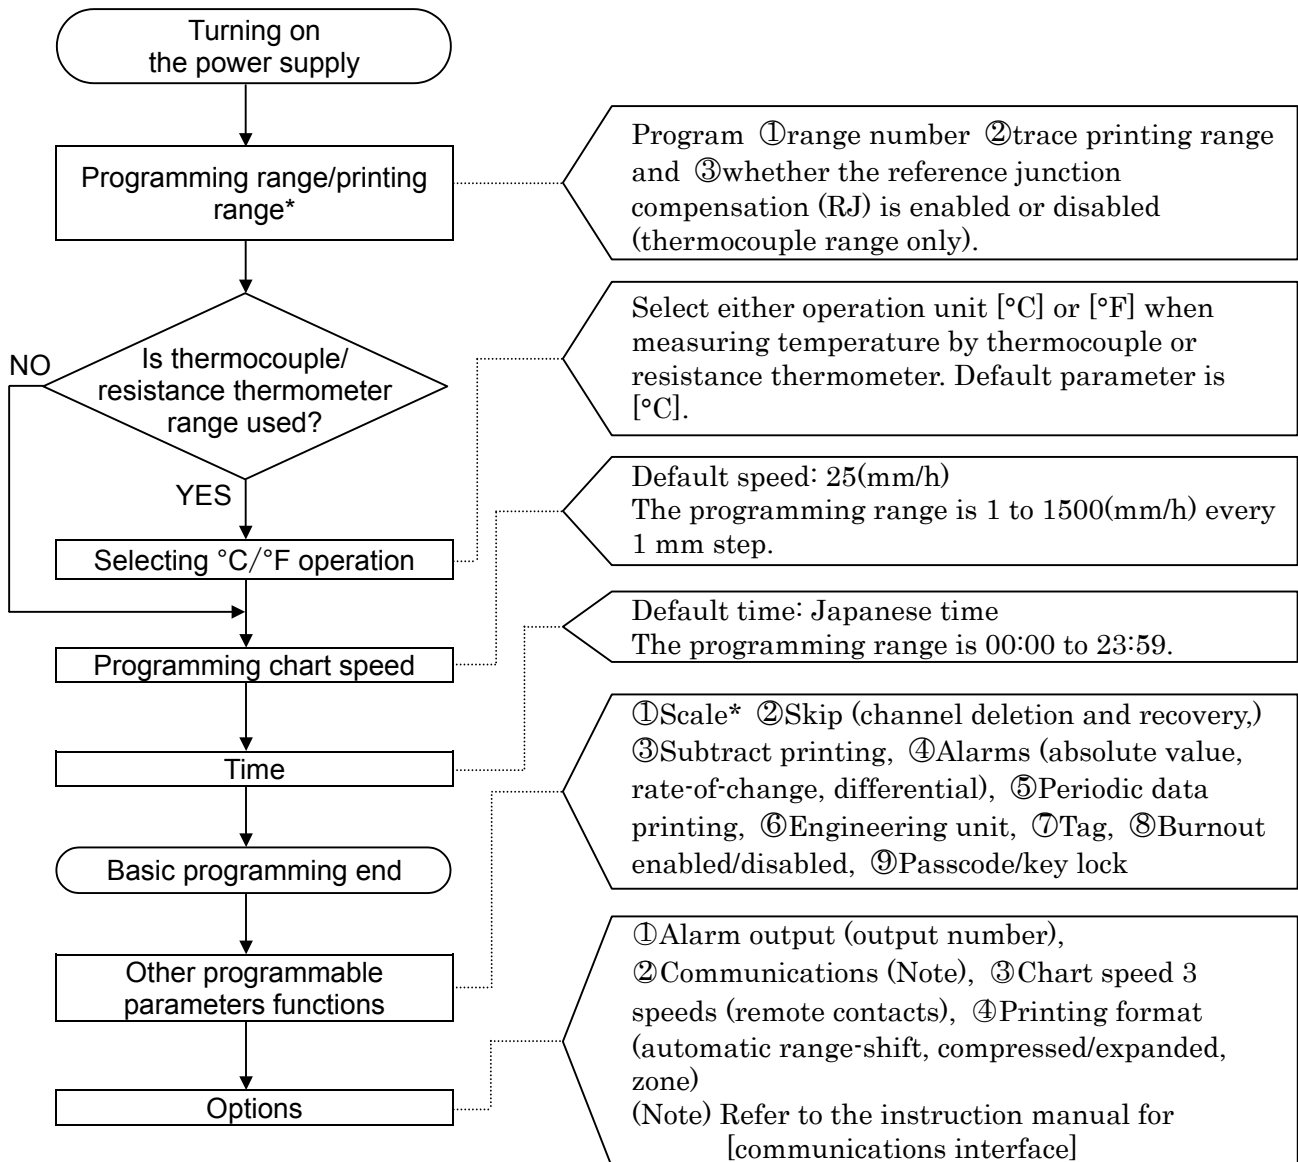 Turning on
the power supply
Programming range/printing
range*
Program ①range number ②trace printing range
and ③whether the reference junction
compensation (RJ) is enabled or disabled
(thermocouple range only).
Is thermocouple/
resistance thermometer
range used?
NO
YES
Select either operation unit [°C] or [°F] when
measuring temperature by thermocouple or
resistance thermometer. Default parameter is
[°C].
Selecting °C/°F operation
Default speed: 25(mm/h)
The programming range is 1 to 1500(mm/h) every
1 mm step.
Programming chart speed
Default time: Japanese time
The programming range is 00:00 to 23:59.
Time
Basic programming end
①Scale* ②Skip (channel deletion and recovery,)
③Subtract printing, ④Alarms (absolute value,
rate-of-change, differential), ⑤Periodic data
printing, ⑥Engineering unit, ⑦Tag, ⑧Burnout
enabled/disabled, ⑨Passcode/key lock
Other programmable
parameters functions
①Alarm output (output number),
②Communications (Note), ③Chart speed 3
speeds (remote contacts), ④Printing format
(automatic range-shift, compressed/expanded,
zone)
(Note) Refer to the instruction manual for
[communications interface]
Options